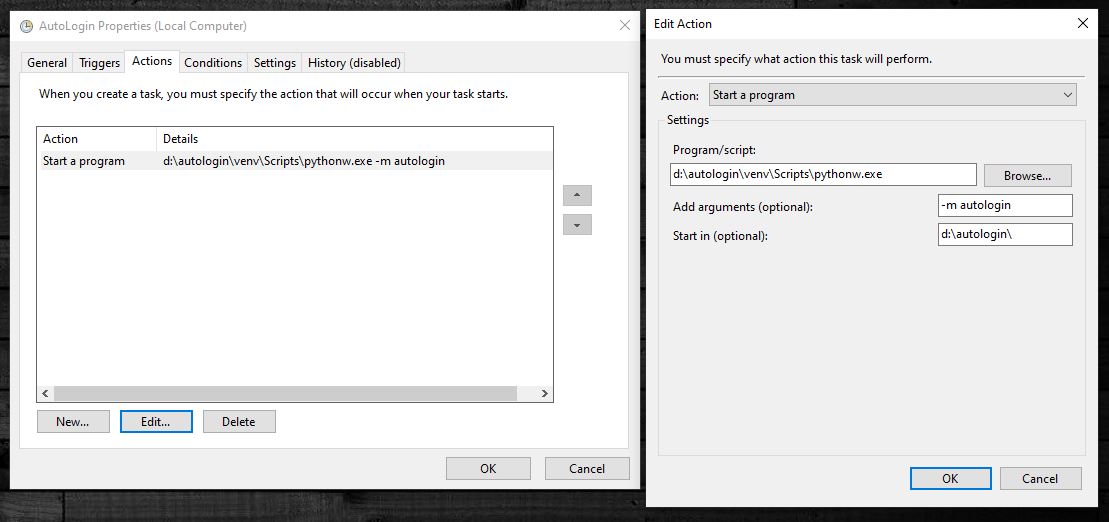 AutoLogin Properties (Local Computer)
General Triggers Actions Conditions Settings History (disabled)
When you create a task, you must specify the action that will occur when your task starts.
Action Details
Start a program d:\autologin\venv\Scripts\pythonw.exe -m autologin
New... Edit... Delete
OK Cancel
Edit Action
You must specify what action this task will perform.
Action: Start a program
Settings
Program/script:
d:\autologin\venv\Scripts\pythonw.exe Browse...
Add arguments (optional): -m autologin
Start in (optional): d:\autologin\
OK Cancel